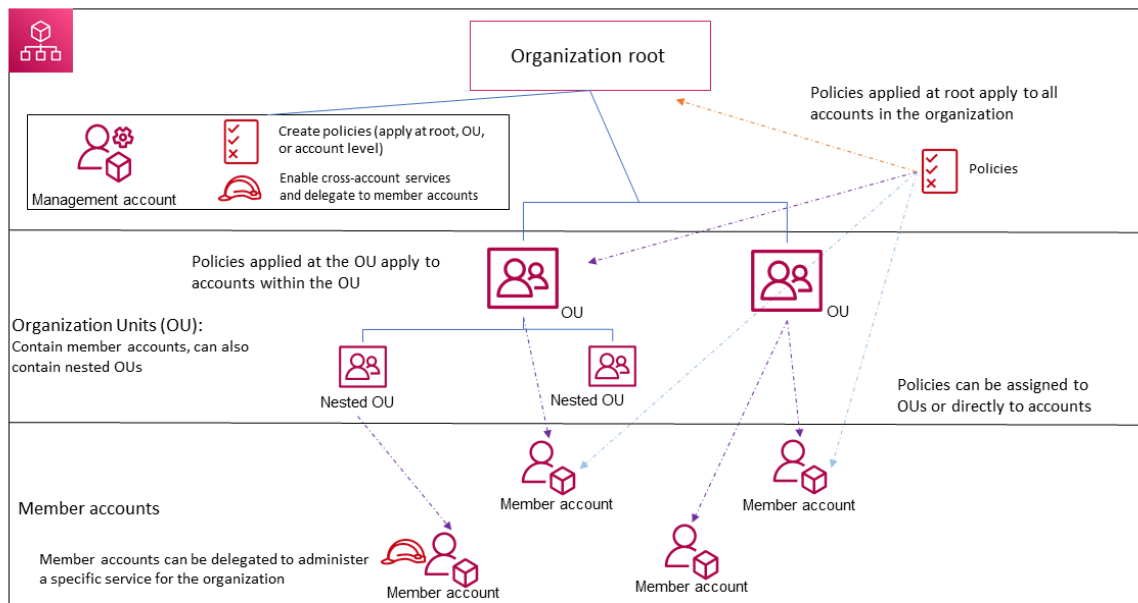 Organization root
Policies applied at root apply to all
accounts in the organization
Create policies (apply at root, OU,
or account level)
Enable cross-account services
and delegate to member accounts
Management account
Policies
Policies applied at the OU apply to
accounts within the OU
OU
OU
Organization Units (OU):
Contain member accounts, can also
contain nested OUs
Nested OU
Nested OU
Policies can be assigned to
OUs or directly to accounts
Member account
Member account
Member accounts
Member accounts can be delegated to administer
a specific service for the organization
Member account
Member account